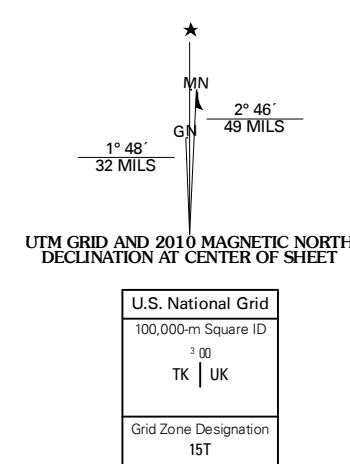 MN
GN
2° 46´
49 MILS
1° 48´
32 MILS
UTM GRID AND 2010 MAGNETIC NORTH
DECLINATION AT CENTER OF SHEET
U.S. National Grid
100,000-m Square ID
3 00
TK UK
Grid Zone Designation
15T